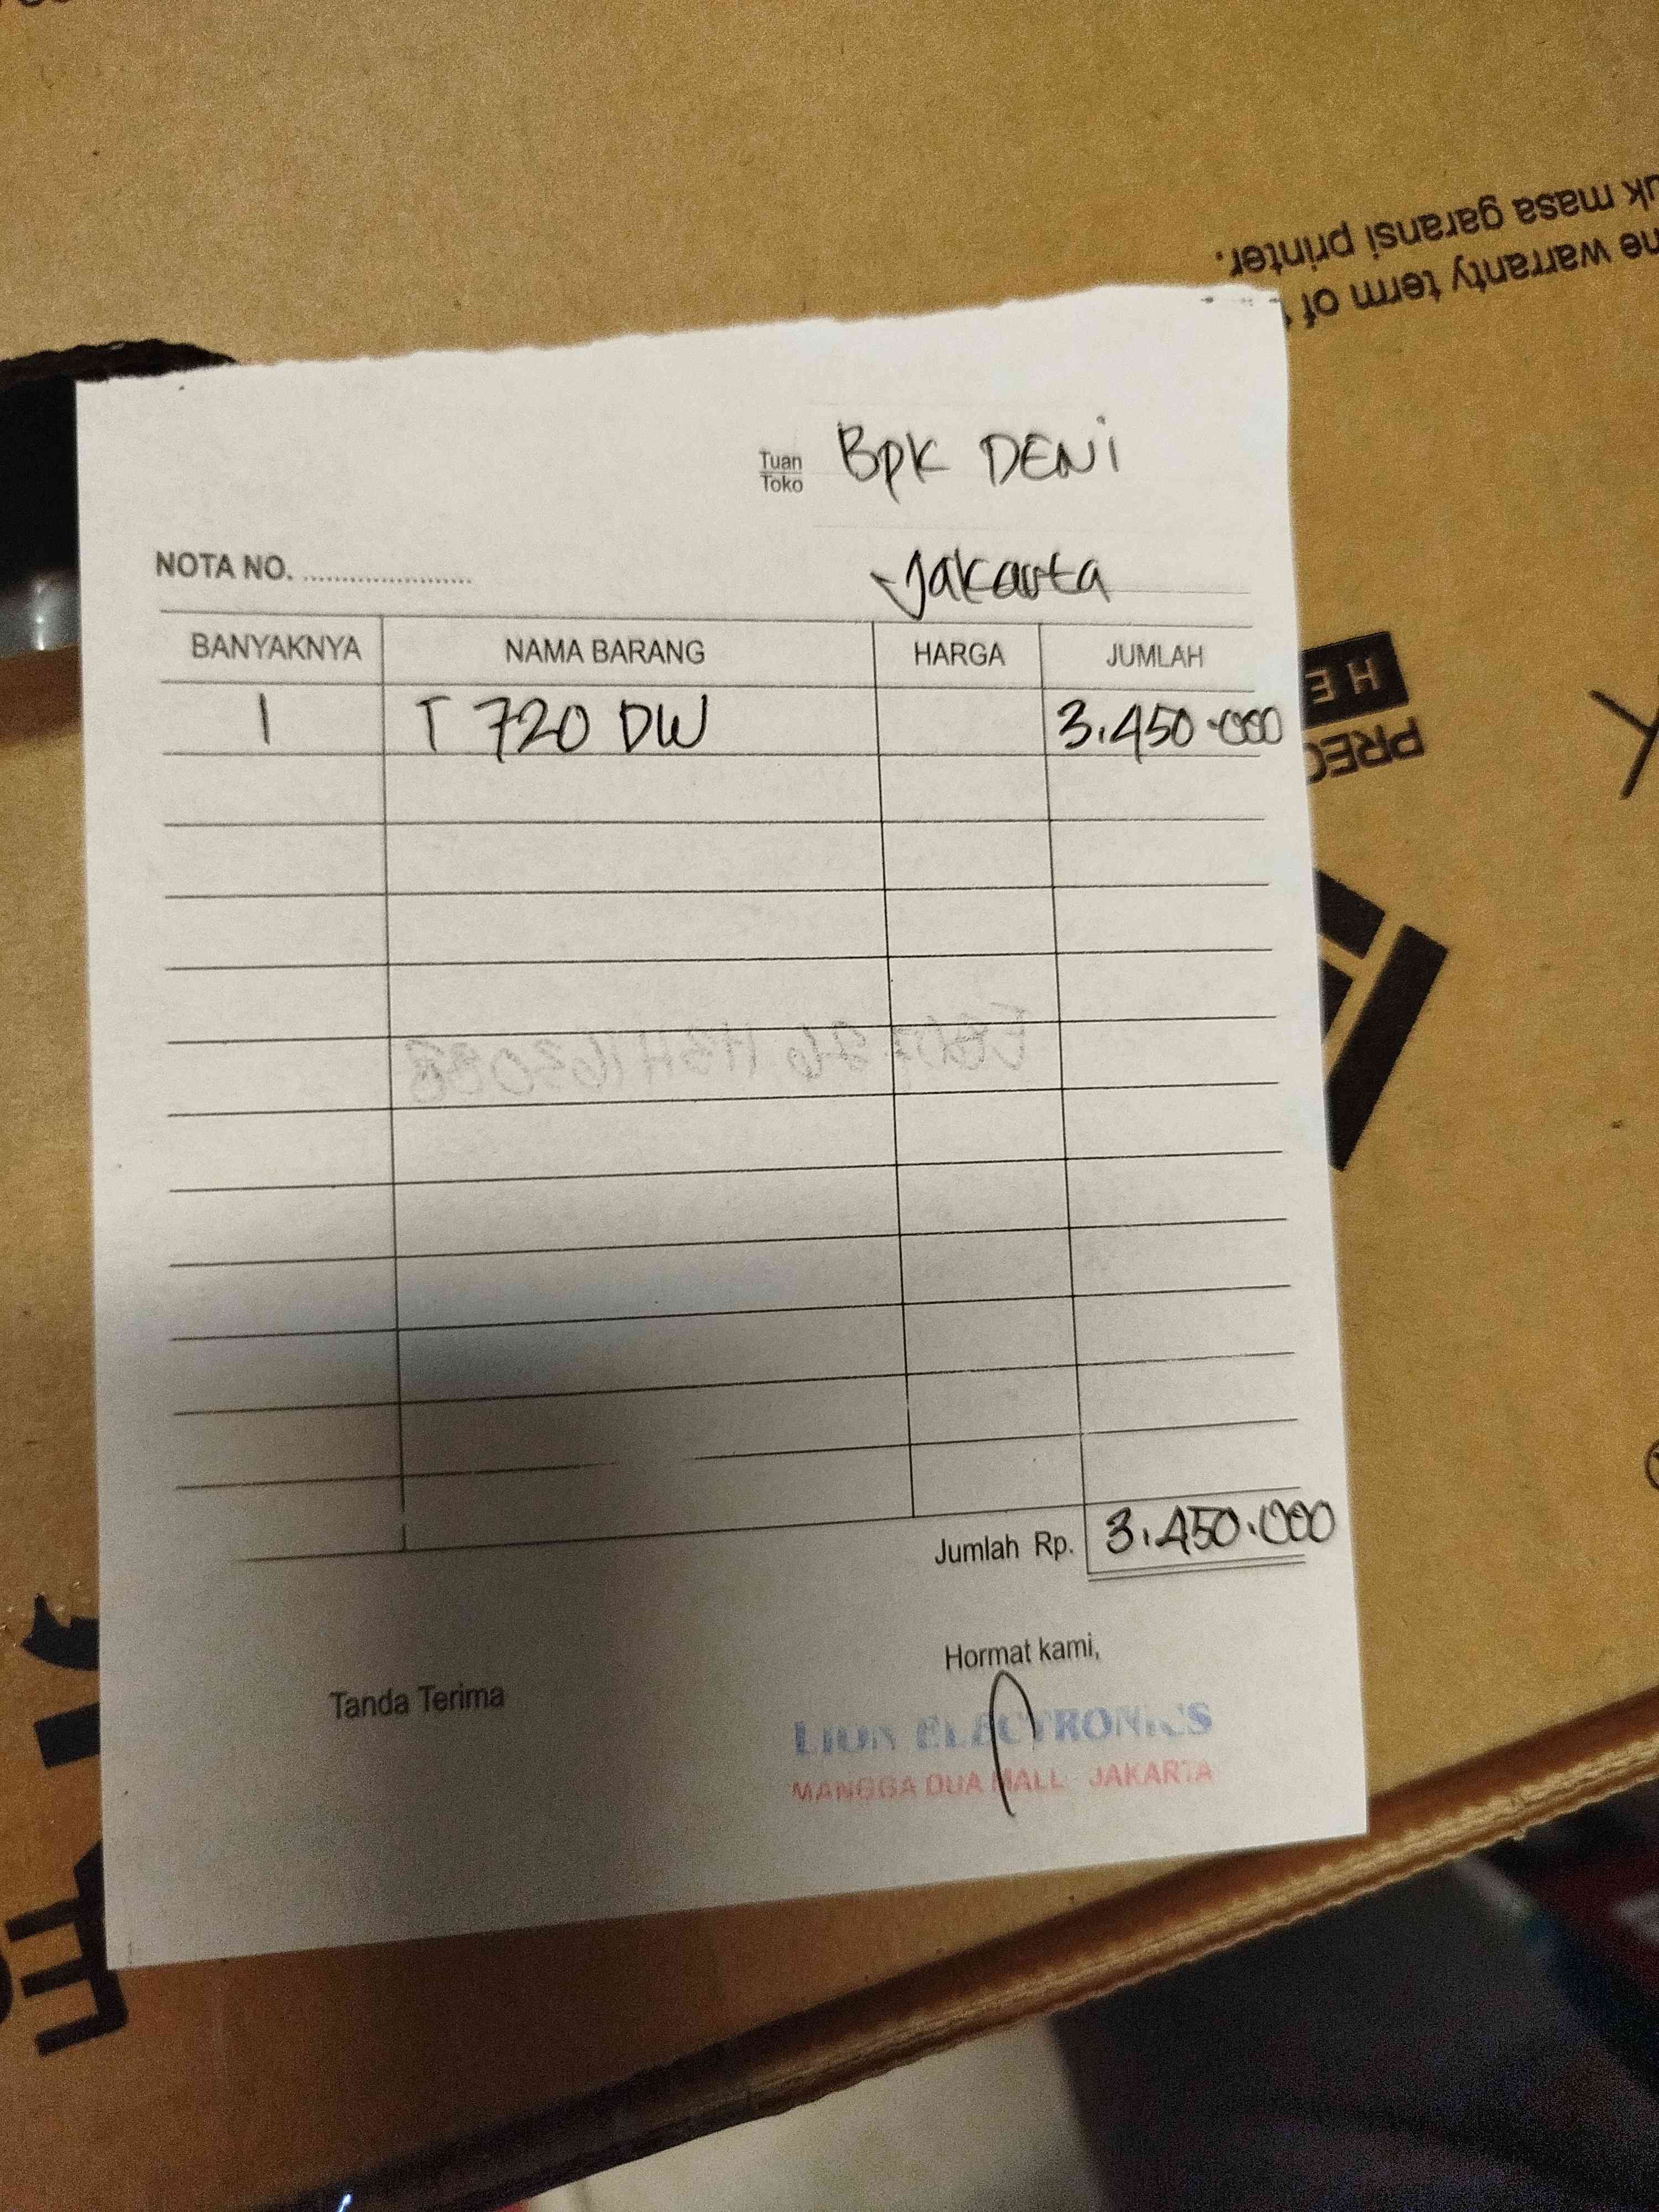 uk masa garansi printer.
ne warranty term of
Tuan
Toko
Bpk DENi
NOTA NO. ........................
Jakarta
BANYAKNYA NAMA BARANG HARGA JUMLAH
1 T 720 DW 3.450.000
Jumlah Rp. 3.450.000
Hormat kami,
Tanda Terima
LION ELECTRONICS
MANGGA DUA MALL JAKARTA